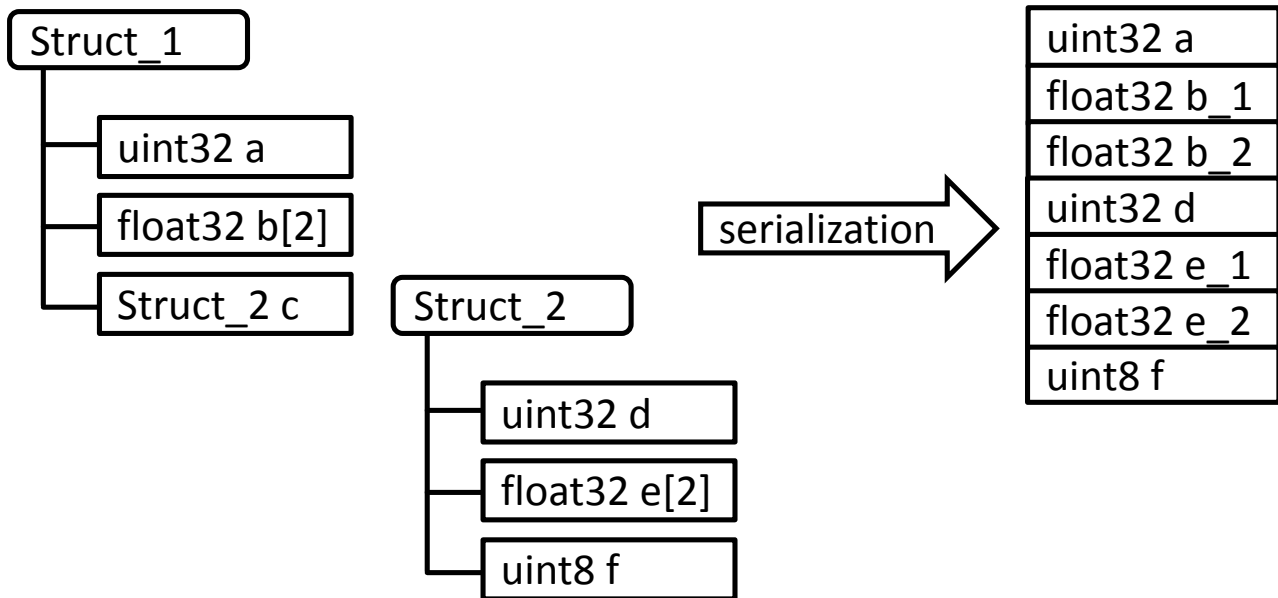 Struct_1
uint32 a
float32 b[2]
Struct_2 c
Struct_2
uint32 d
float32 e[2]
uint8 f
serialization
uint32 a
float32 b_1
float32 b_2
uint32 d
float32 e_1
float32 e_2
uint8 f